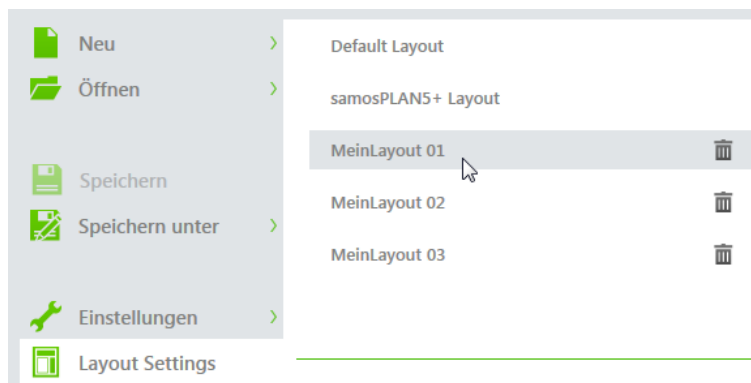 Neu
Öffnen
Speichern
Speichern unter
Einstellungen
Layout Settings
Default Layout
samosPLAN5+ Layout
MeinLayout 01
MeinLayout 02
MeinLayout 03